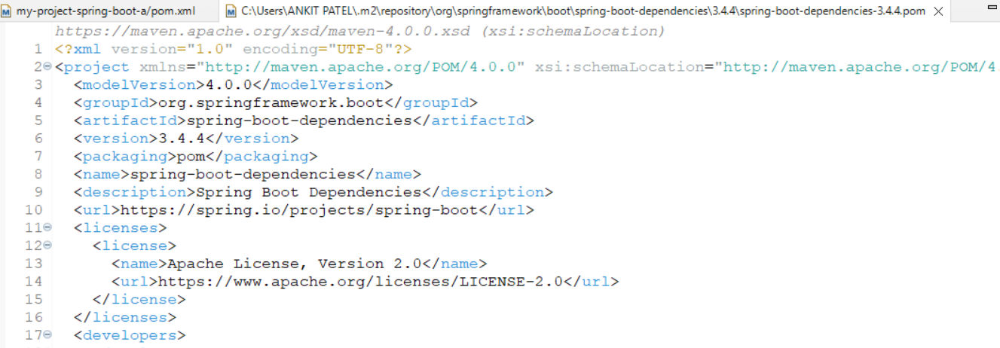 my-project-spring-boot-a/pom.xml C:\Users\ANKIT PATEL\.m2\repository\org\springframework\boot\spring-boot-dependencies\3.4.4\spring-boot-dependencies-3.4.4.pom
https://maven.apache.org/xsd/maven-4.0.0.xsd (xsi:schemaLocation)
1 <?xml version="1.0" encoding="UTF-8"?>
2 <project xmlns="http://maven.apache.org/POM/4.0.0" xsi:schemaLocation="http://maven.apache.org/POM/4
3 <modelVersion>4.0.0</modelVersion>
4 <groupId>org.springframework.boot</groupId>
5 <artifactId>spring-boot-dependencies</artifactId>
6 <version>3.4.4</version>
7 <packaging>pom</packaging>
8 <name>spring-boot-dependencies</name>
9 <description>Spring Boot Dependencies</description>
10 <url>https://spring.io/projects/spring-boot</url>
11 <licenses>
12 <license>
13 <name>Apache License, Version 2.0</name>
14 <url>https://www.apache.org/licenses/LICENSE-2.0</url>
15 </license>
16 </licenses>
17 <developers>